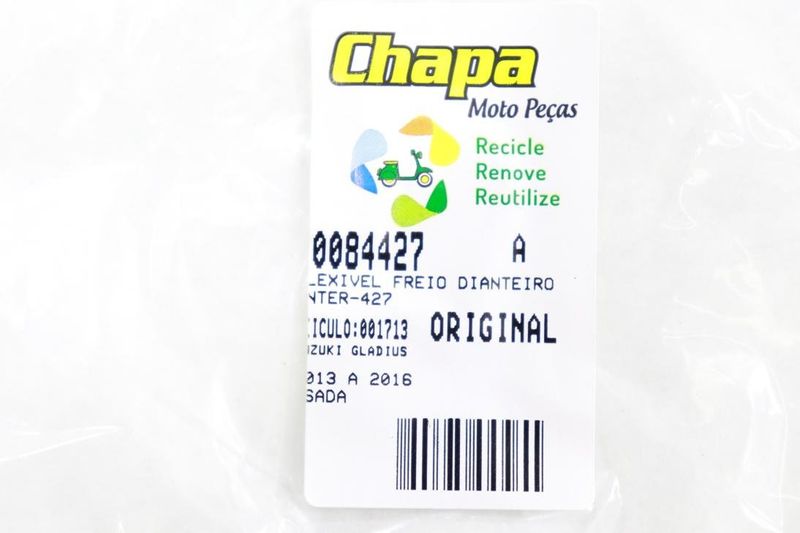 Chapa
Moto Peças
Recicle
Renove
Reutilize
0084427 A
LEXIVEL FREIO DIANTEIRO
NTER-427
ICULO:001713 ORIGINAL
ZUKI GLADIUS
013 A 2016
SADA